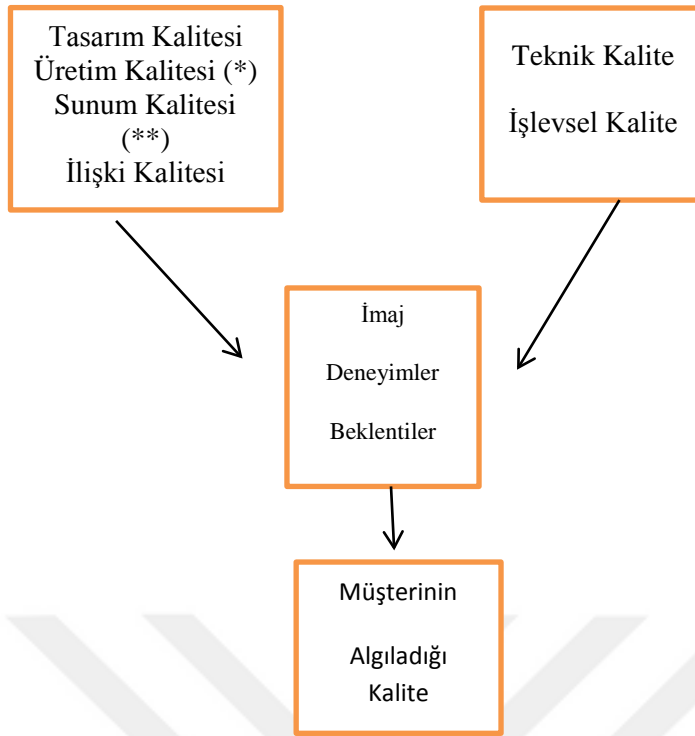 Tasarım Kalitesi
Üretim Kalitesi (*)
Sunum Kalitesi
(**)
İlişki Kalitesi
Teknik Kalite
İşlevsel Kalite
İmaj
Deneyimler
Beklentiler
Müşterinin
Algıladığı
Kalite